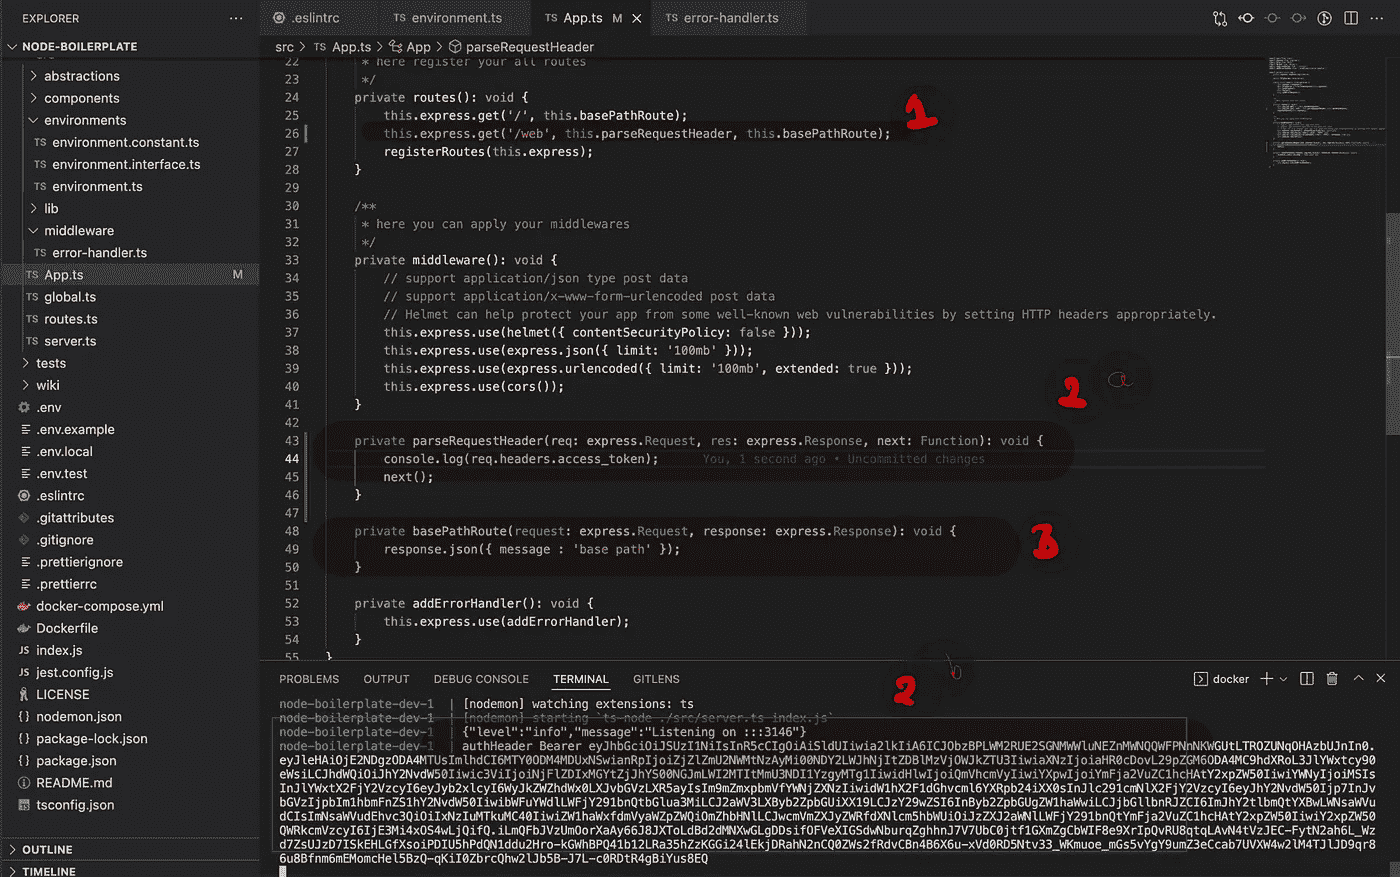 EXPLORER
.eslintrc
TS environment.ts
TS App.ts M
TS error-handler.ts
NODE-BOILERPLATE
src > TS App.ts > App > parseRequestHeader
abstractions
components
environments
TS environment.constant.ts
TS environment.interface.ts
TS environment.ts
lib
middleware
TS error-handler.ts
TS App.ts M
TS global.ts
TS routes.ts
TS server.ts
tests
wiki
.env
.env.example
.env.local
.env.test
.eslintrc
.gitattributes
.gitignore
.prettierignore
.prettierrc
docker-compose.yml
Dockerfile
JS index.js
JS jest.config.js
LICENSE
{} nodemon.json
{} package-lock.json
{} package.json
README.md
tsconfig.json
OUTLINE
TIMELINE
22 * here register your all routes
23 */
24 private routes(): void {
25 this.express.get('/', this.basePathRoute);
26 this.express.get('/web', this.parseRequestHeader, this.basePathRoute);
27 registerRoutes(this.express);
28 }
29
30 /**
31 * here you can apply your middlewares
32 */
33 private middleware(): void {
34 // support application/json type post data
35 // support application/x-www-form-urlencoded post data
36 // Helmet can help protect your app from some well-known web vulnerabilities by setting HTTP headers appropriately.
37 this.express.use(helmet({ contentSecurityPolicy: false }));
38 this.express.use(express.json({ limit: '100mb' }));
39 this.express.use(express.urlencoded({ limit: '100mb', extended: true }));
40 this.express.use(cors());
41 }
42
43 private parseRequestHeader(req: express.Request, res: express.Response, next: Function): void {
44 console.log(req.headers.access_token); You, 1 second ago • Uncommitted changes
45 next();
46 }
47
48 private basePathRoute(request: express.Request, response: express.Response): void {
49 response.json({ message : 'base path' });
50 }
51
52 private addErrorHandler(): void {
53 this.express.use(addErrorHandler);
54 }
55 }
1
2 a
3
2 b
PROBLEMS OUTPUT DEBUG CONSOLE TERMINAL GITLENS
docker
node-boilerplate-dev-1 | [nodemon] watching extensions: ts
node-boilerplate-dev-1 | [nodemon] starting `ts-node ./src/server.ts index.js`
node-boilerplate-dev-1 | {"level":"info","message":"Listening on :::3146"}
node-boilerplate-dev-1 | authHeader Bearer